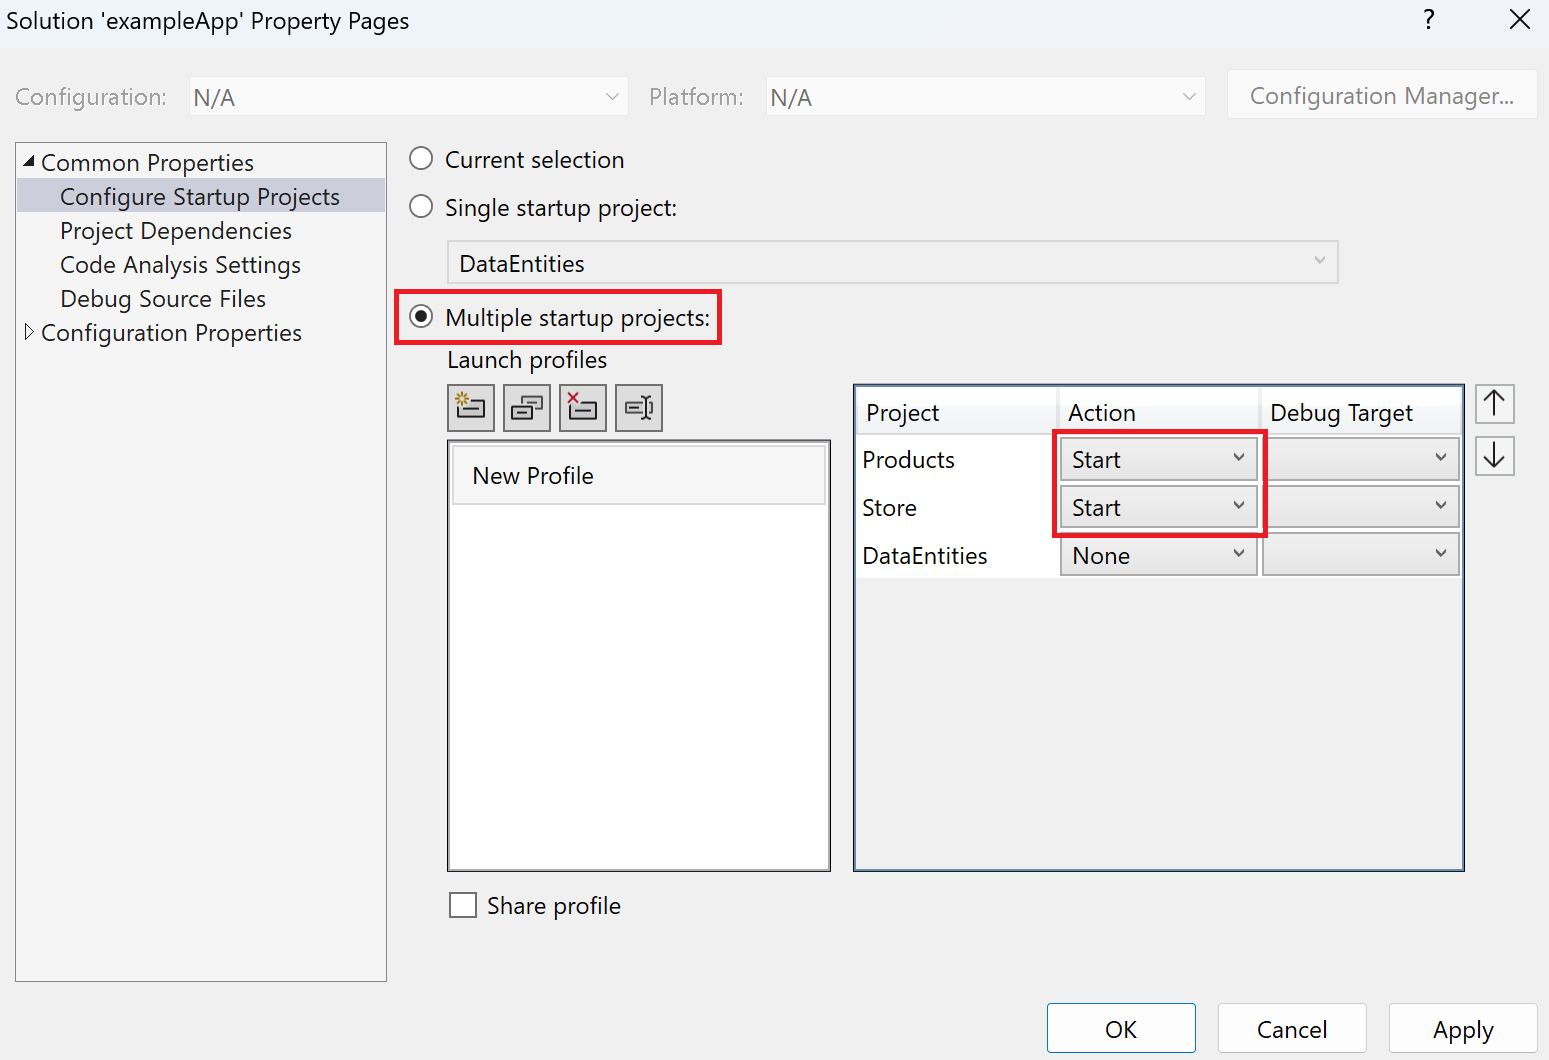 Solution 'exampleApp' Property Pages
?
Configuration: N/A Platform: N/A Configuration Manager...
Common Properties
Configure Startup Projects
Project Dependencies
Code Analysis Settings
Debug Source Files
Configuration Properties
Current selection
Single startup project:
DataEntities
Multiple startup projects:
Launch profiles
New Profile
Project Action Debug Target
Products Start
Store Start
DataEntities None
Share profile
OK Cancel Apply